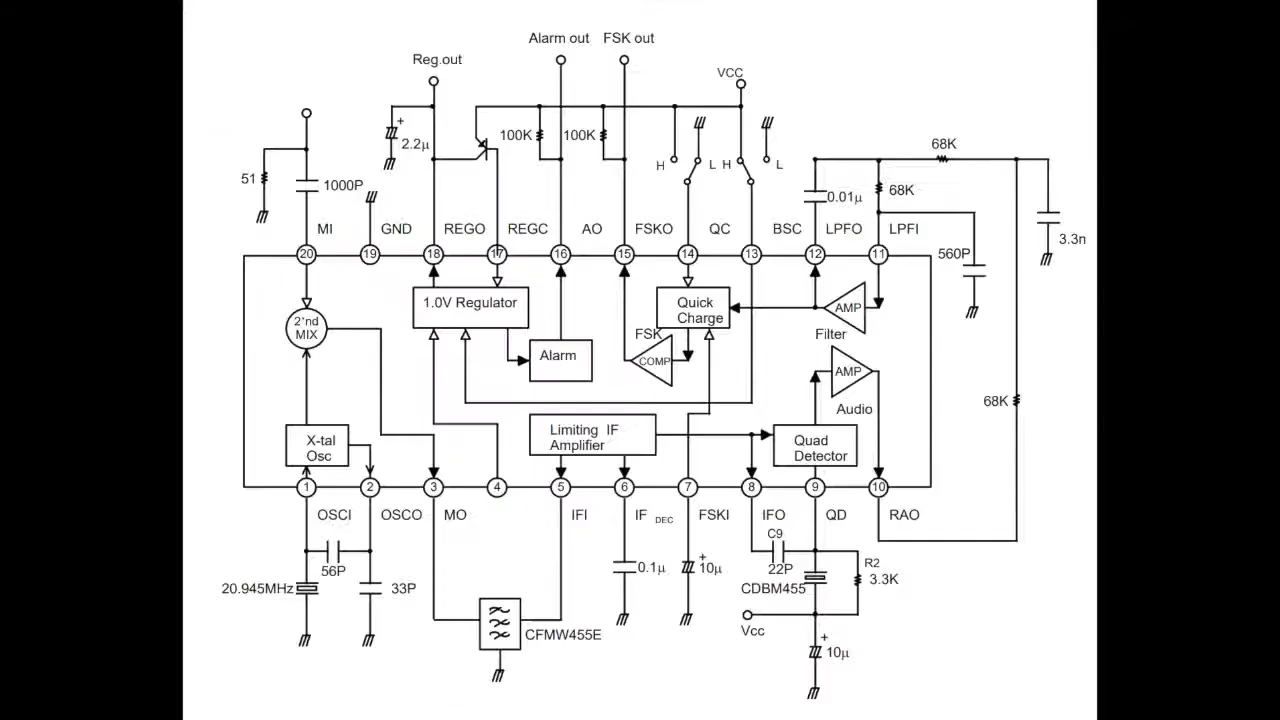 Alarm out
FSK out
Reg.out
VCC
+
2.2μ
100K
100K
H
L
H
L
68K
51
1000P
68K
0.01μ
3.3n
560P
MI
GND
REGO
REGC
AO
FSKO
QC
BSC
LPFO
LPFI
20
19
18
17
16
15
14
13
12
11
1.0V Regulator
Quick
Charge
AMP
Filter
2'nd
MIX
Alarm
FSK
COMP
AMP
Audio
68K
Limiting IF
Amplifier
X-tal
Osc
Quad
Detector
1
2
3
4
5
6
7
8
9
10
OSCI
OSCO
MO
IFI
IF DEC
FSKI
IFO
QD
RAO
56P
20.945MHz
33P
CFMW455E
0.1μ
+
10μ
C9
22P
R2
3.3K
CDBM455
Vcc
+
10μ